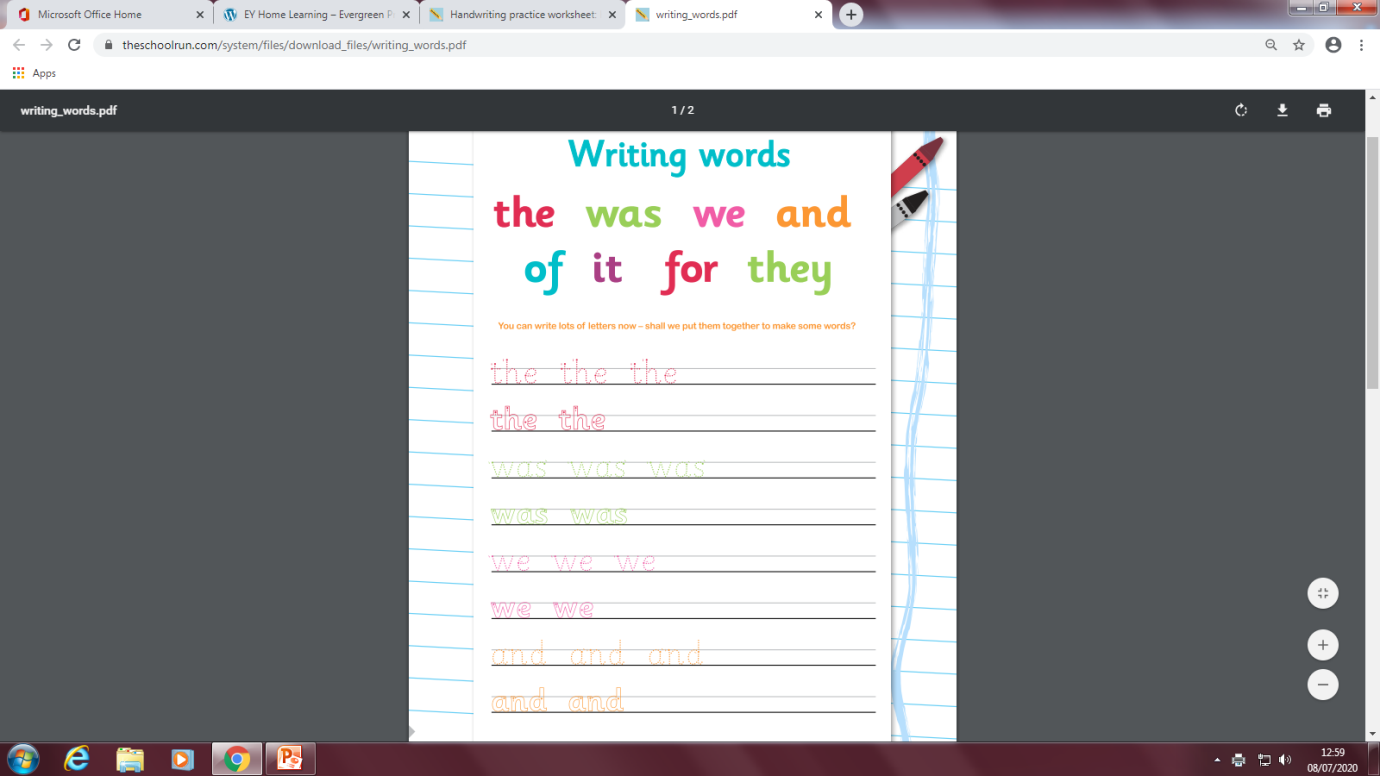 Microsoft Office Home
EY Home Learning – Evergreen P
Handwriting practice worksheet
writing_words.pdf
theschoolrun.com/system/files/download_files/writing_words.pdf
Apps
writing_words.pdf
1 / 2
Writing words
the was we and
of it for they
You can write lots of letters now – shall we put them together to make some words?
the the the
the the
was was was
was was
we we we
we we
and and and
and and
12:59
08/07/2020